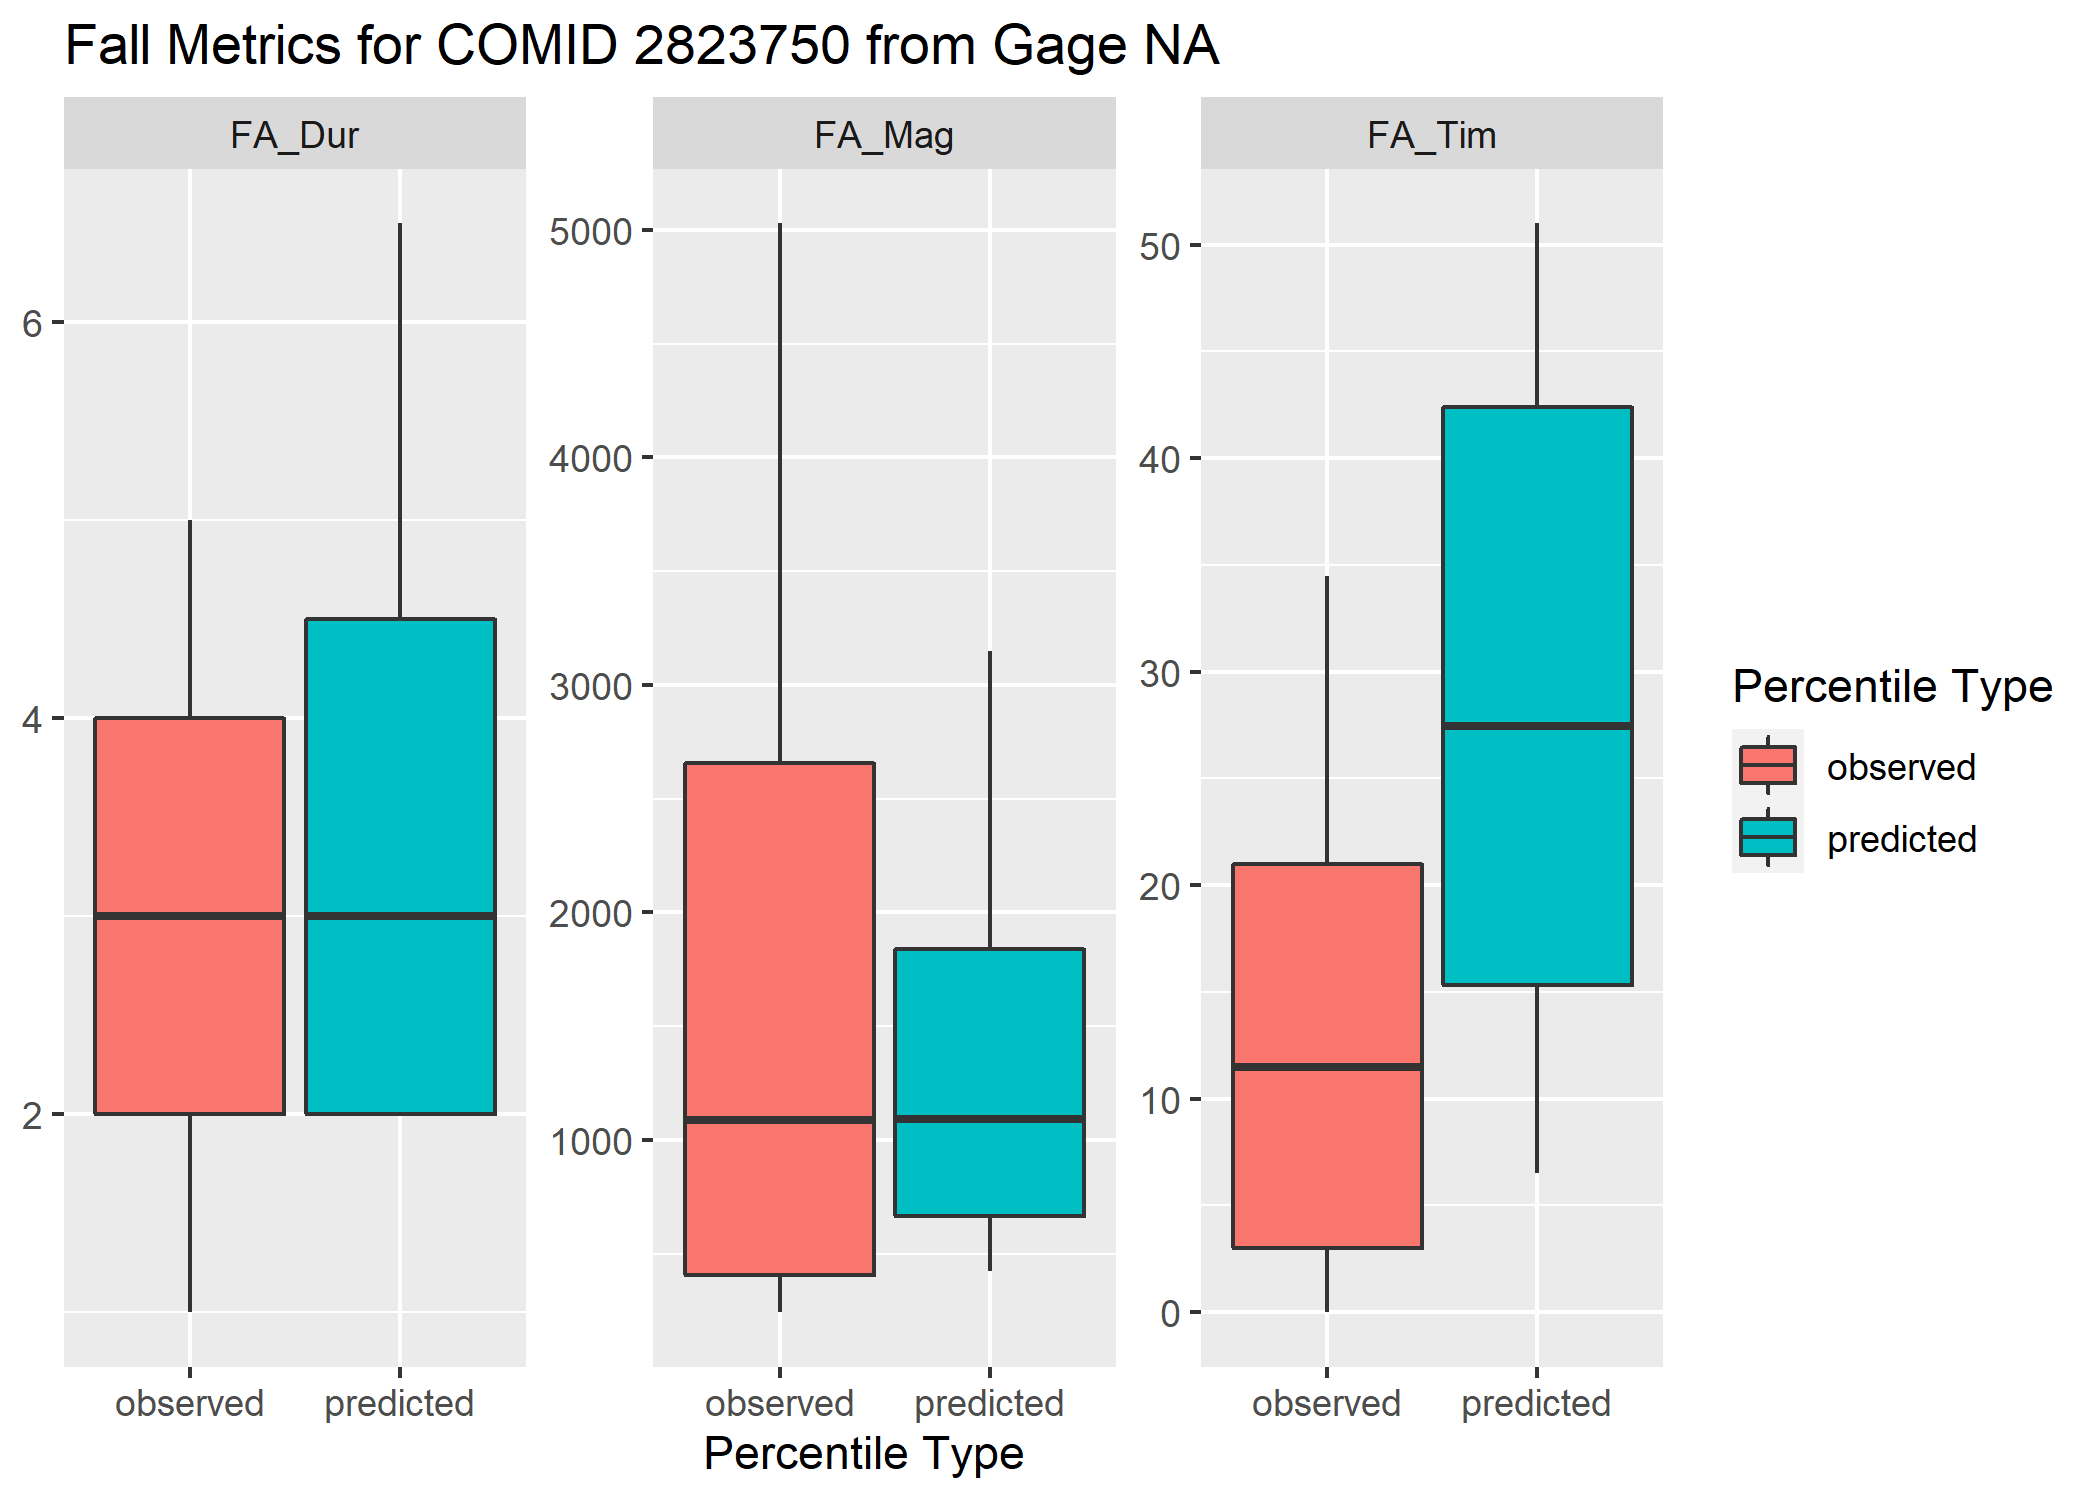 Fall Metrics for COMID 2823750 from Gage NA
FA_Dur
FA_Mag
FA_Tim
6
4
2
5000
4000
3000
2000
1000
50
40
30
20
10
0
observed
predicted
observed
predicted
observed
predicted
Percentile Type
Percentile Type
observed
predicted